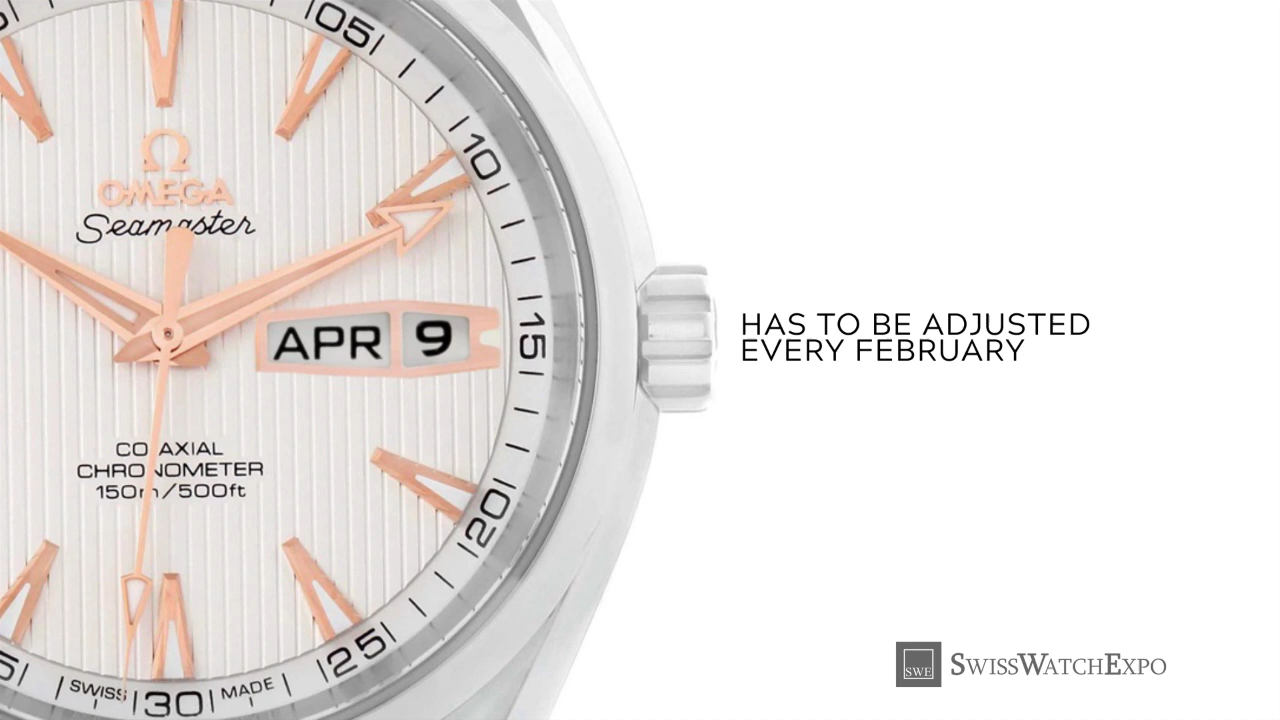 05
10
Ω
OMEGA
Seamaster
APR 9
15
HAS TO BE ADJUSTED
EVERY FEBRUARY
CO AXIAL
CHRONOMETER
150m/500ft
20
25
SWISS 30 MADE
SWE SWISSWATCHEXPO